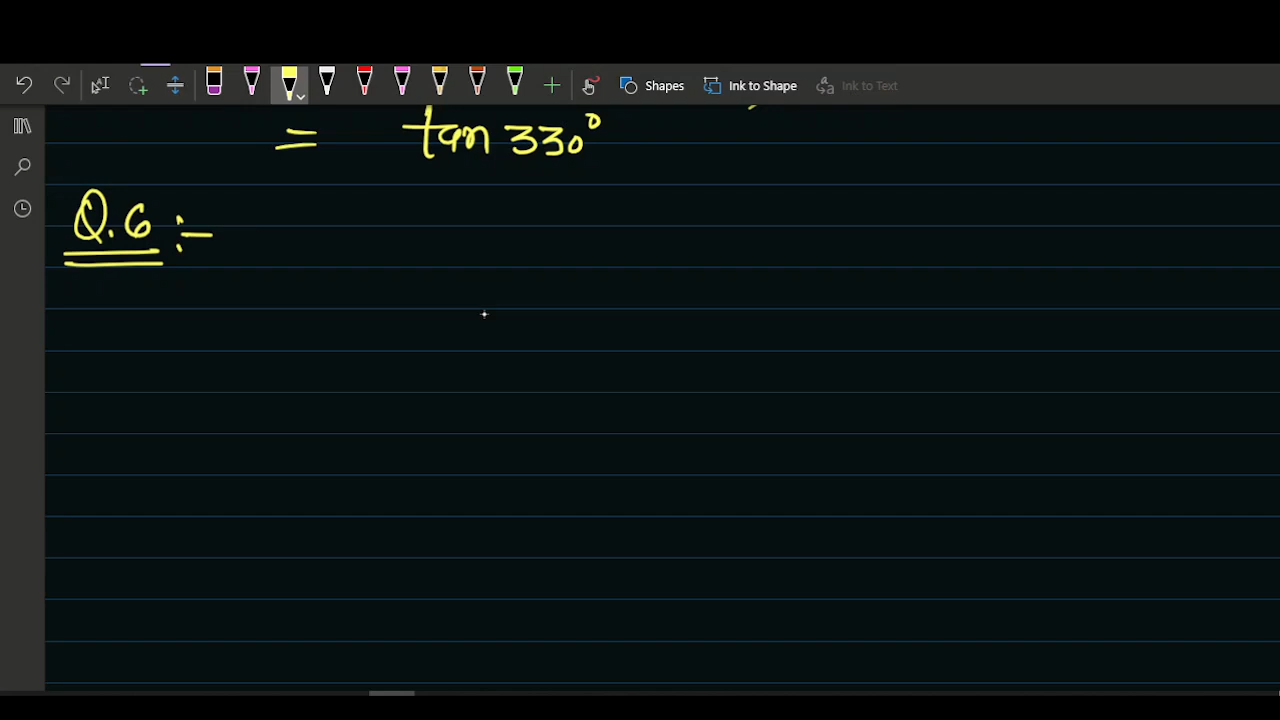 Shapes Ink to Shape Ink to Text
= tan 330°
Q.6 :-